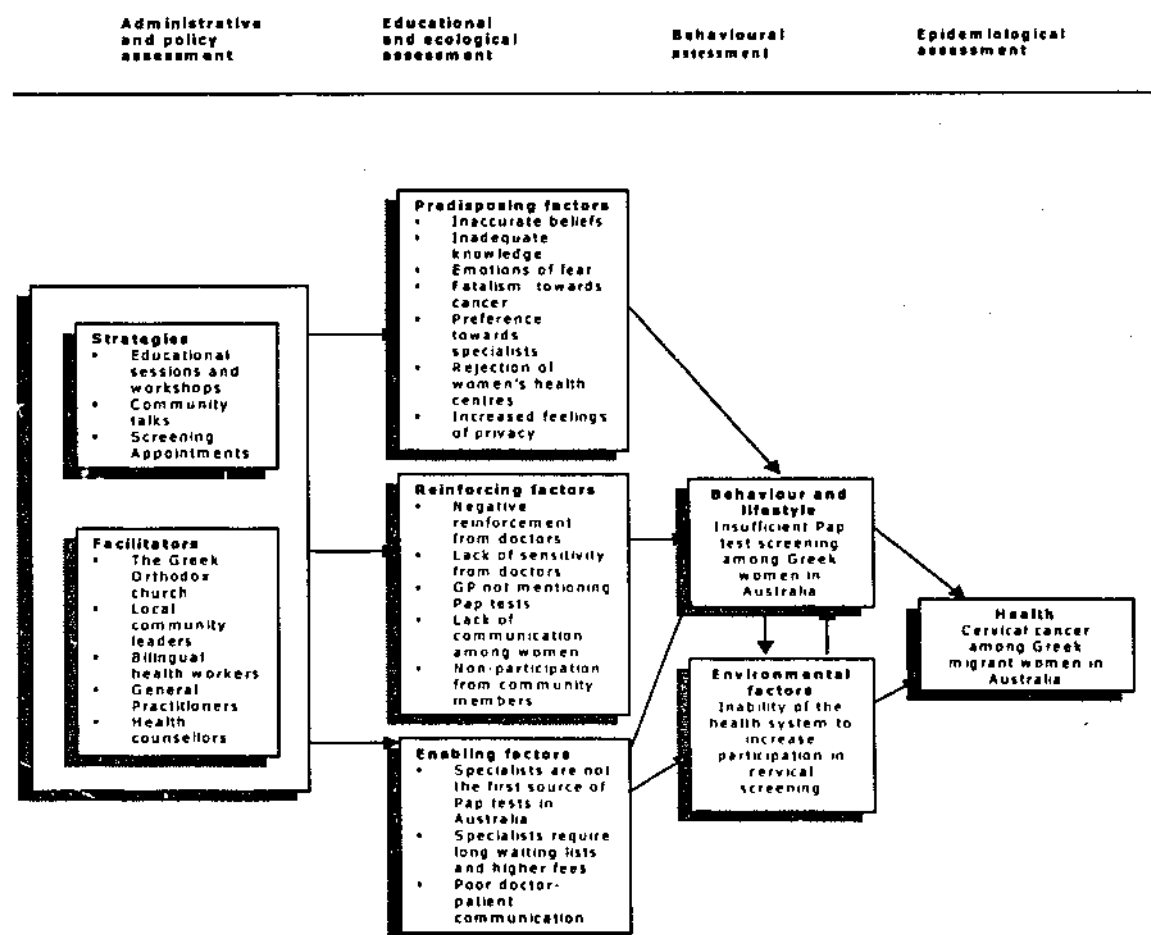 Administrative
and policy
assessment
Educational
and ecological
assessment
Behavioural
assessment
Epidemiological
assessment
Strategies
• Educational
sessions and
workshops
• Community
talks
• Screening
Appointments
Facilitators
• The Greek
Orthodox
church
• Local
community
leaders
• Bilingual
health workers
• General
Practitioners
• Health
counsellors
Predisposing factors
• Inaccurate beliefs
• Inadequate
knowledge
• Emotions of fear
• Fatalism towards
cancer
• Preference
towards
specialists
• Rejection of
women's health
centres
• Increased feelings
of privacy
Reinforcing factors
• Negative
reinforcement
from doctors
• Lack of sensitivity
from doctors
• GP not mentioning
Pap tests
• Lack of
communication
among women
• Non-participation
from community
members
Enabling factors
• Specialists are not
the first source of
Pap tests in
Australia
• Specialists require
long waiting lists
and higher fees
• Poor doctor-
patient
communication
Behaviour and
lifestyle
Insufficient Pap
test screening
among Greek
women in
Australia
Environmental
factors
Inability of the
health system to
increase
participation in
cervical
screening
Health
Cervical cancer
among Greek
migrant women in
Australia